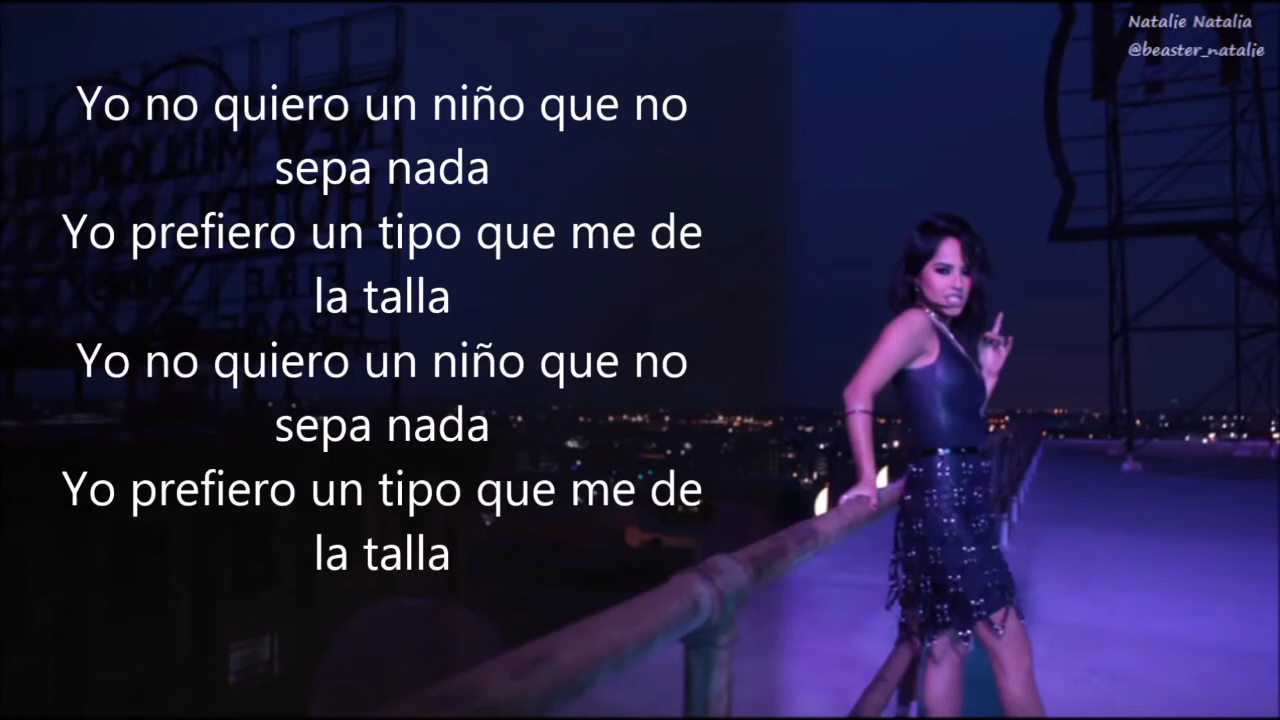 Natalie Natalia
@beaster_natalie
Yo no quiero un niño que no
sepa nada
Yo prefiero un tipo que me de
la talla
Yo no quiero un niño que no
sepa nada
Yo prefiero un tipo que me de
la talla